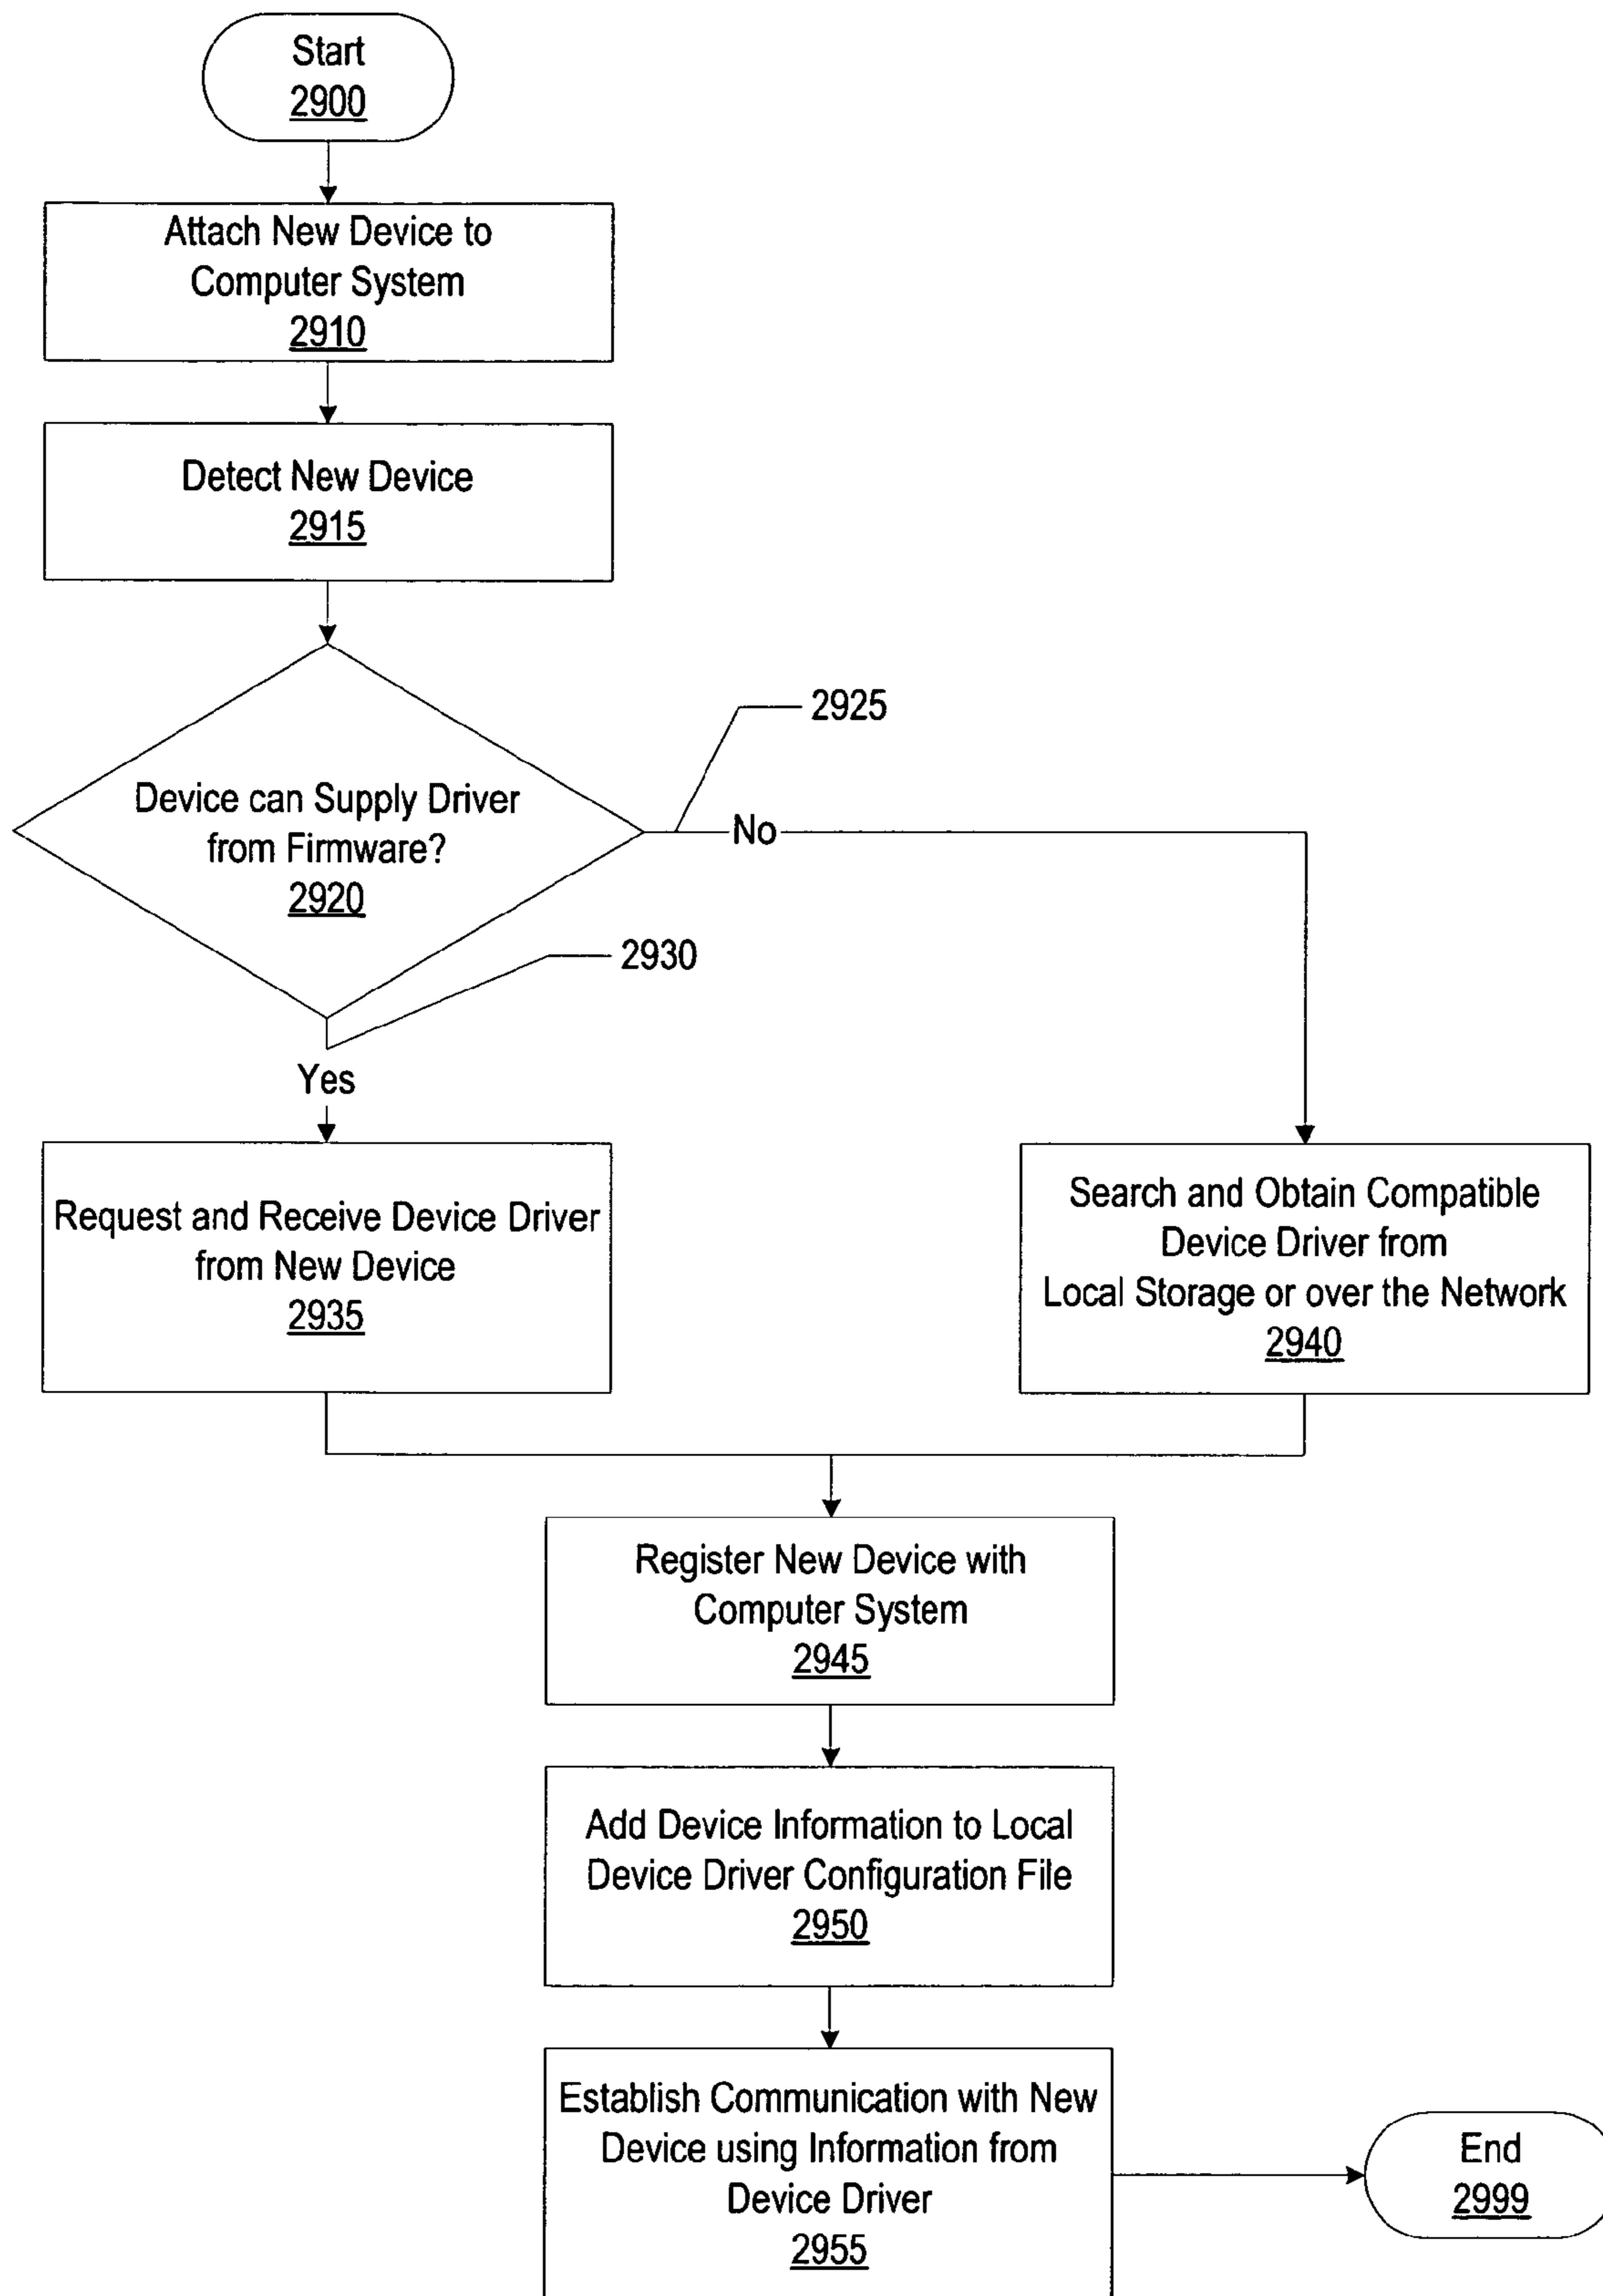 Start
2900
Attach New Device to
Computer System
2910
Detect New Device
2915
2925
Device can Supply Driver
from Firmware?
2920
No
2930
Yes
Request and Receive Device Driver
from New Device
2935
Search and Obtain Compatible
Device Driver from
Local Storage or over the Network
2940
Register New Device with
Computer System
2945
Add Device Information to Local
Device Driver Configuration File
2950
Establish Communication with New
Device using Information from
Device Driver
2955
End
2999